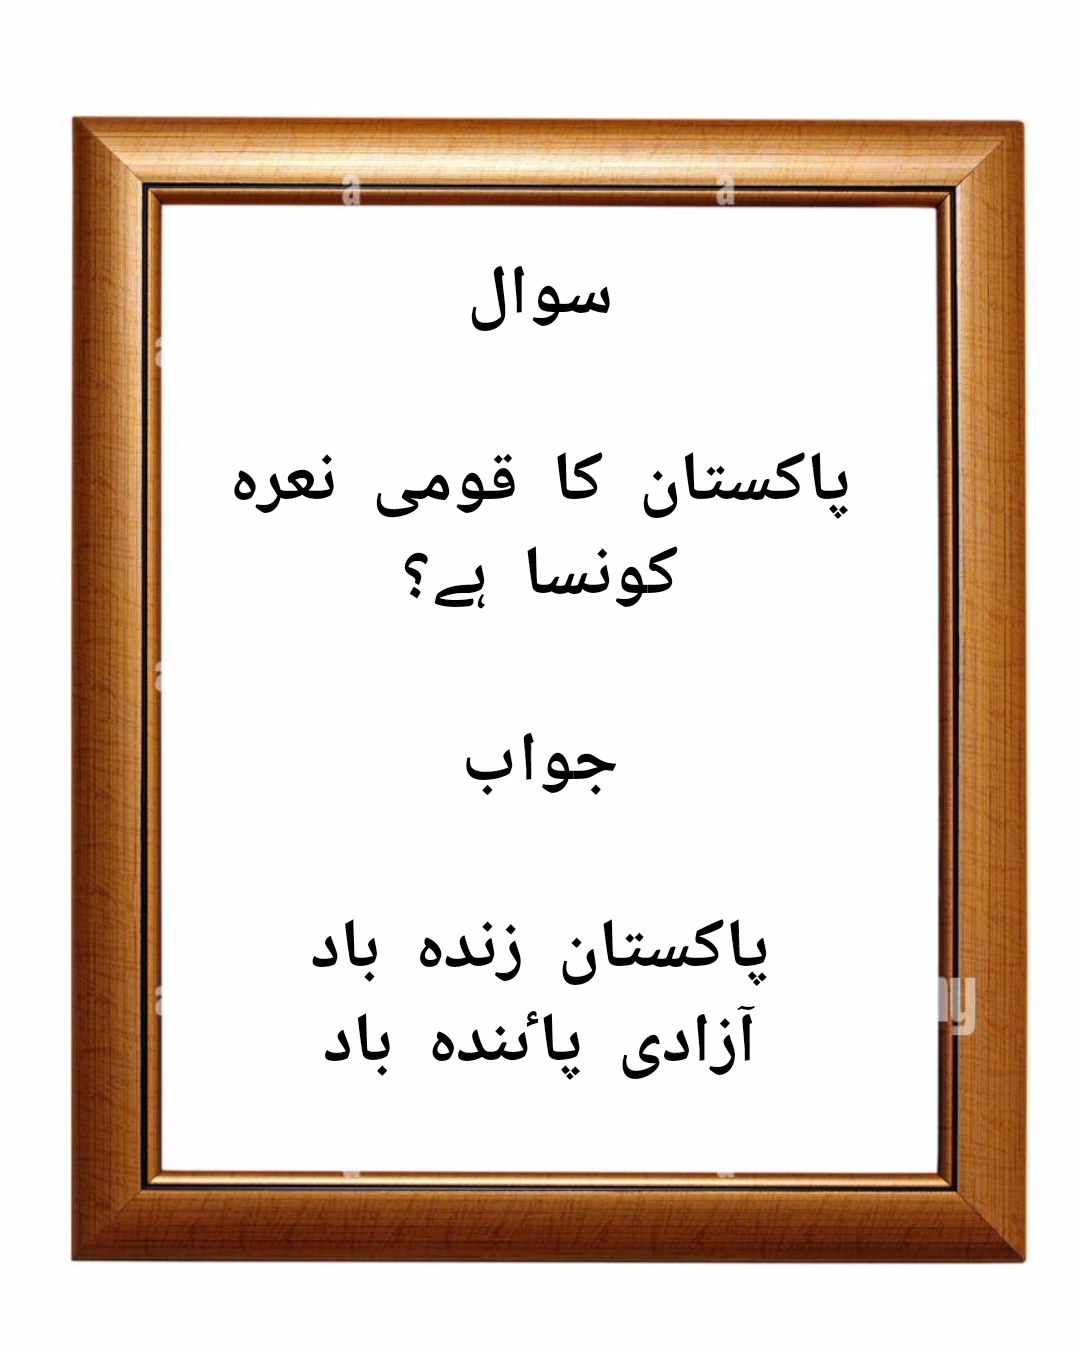 سوال
پاکستان کا قومی نعرہ
کونسا ہے؟
جواب
پاکستان زندہ باد
آزادی پائندہ باد